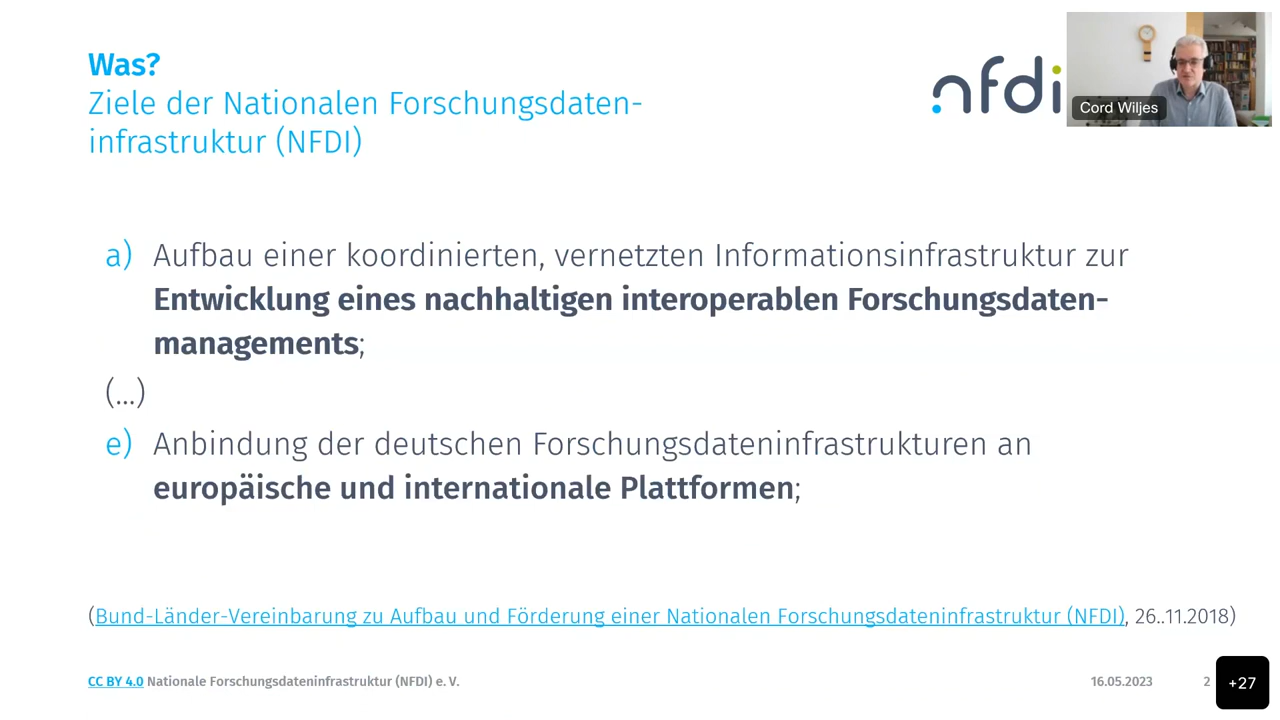 Was?
Ziele der Nationalen Forschungsdaten-
infrastruktur (NFDI)
nfdi
Cord Wiljes
a) Aufbau einer koordinierten, vernetzten Informationsinfrastruktur zur
Entwicklung eines nachhaltigen interoperablen Forschungsdaten-
managements;
(...)
e) Anbindung der deutschen Forschungsdateninfrastrukturen an
europäische und internationale Plattformen;
(Bund-Länder-Vereinbarung zu Aufbau und Förderung einer Nationalen Forschungsdateninfrastruktur (NFDI), 26..11.2018)
CC BY 4.0 Nationale Forschungsdateninfrastruktur (NFDI) e. V.
16.05.2023
2
+27